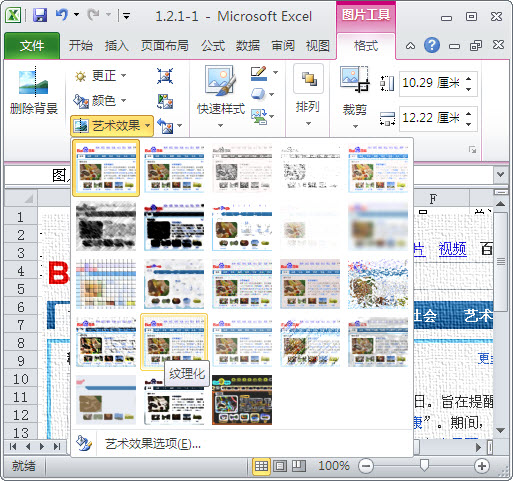 1.2.1-1 - Microsoft Excel
图片工具
文件 开始 插入 页面布局 公式 数据 审阅 视图 格式
删除背景
更正
颜色
艺术效果
快速样式
排列
裁剪
10.29 厘米
12.22 厘米
F
1
2
3
4
5
6
7
8
9
10
11
12
13
片 视频 百
B
社会 艺术
更
纹理化
日。旨在提醒
康”。期间，
艺术效果选项(E)...
就绪
100%